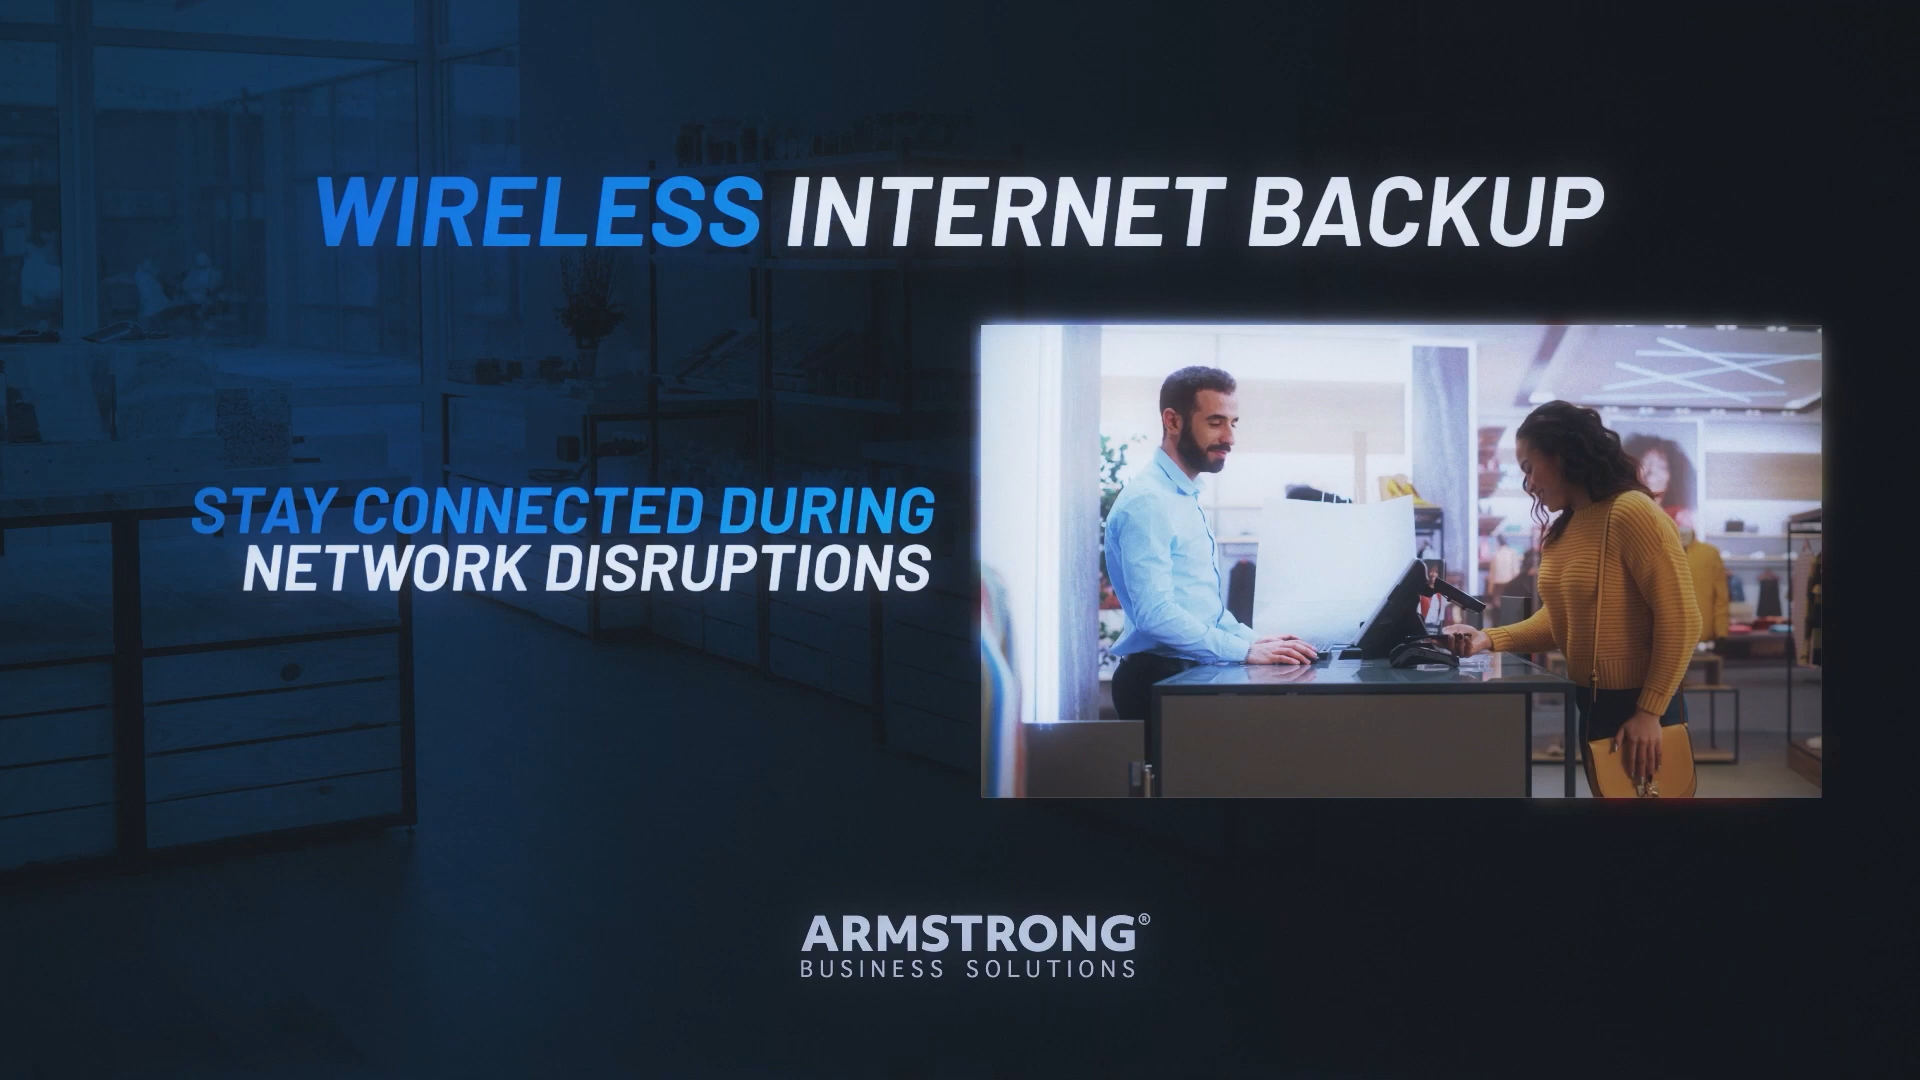 WIRELESS INTERNET BACKUP
STAY CONNECTED DURING
NETWORK DISRUPTIONS
ARMSTRONG®
BUSINESS SOLUTIONS